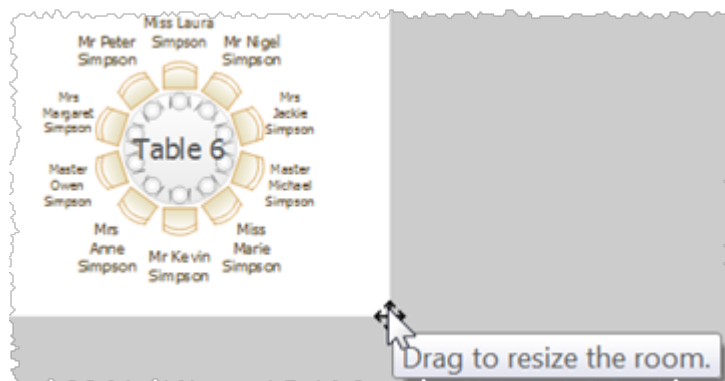 Miss Laura
Simpson
Mr Peter
Simpson
Mr Nigel
Simpson
Mrs
Margaret
Simpson
Mrs
Jackie
Simpson
Table 6
Master
Owen
Simpson
Master
Michael
Simpson
Mrs
Anne
Simpson
Mr Kevin
Simpson
Miss
Marie
Simpson
Drag to resize the room.